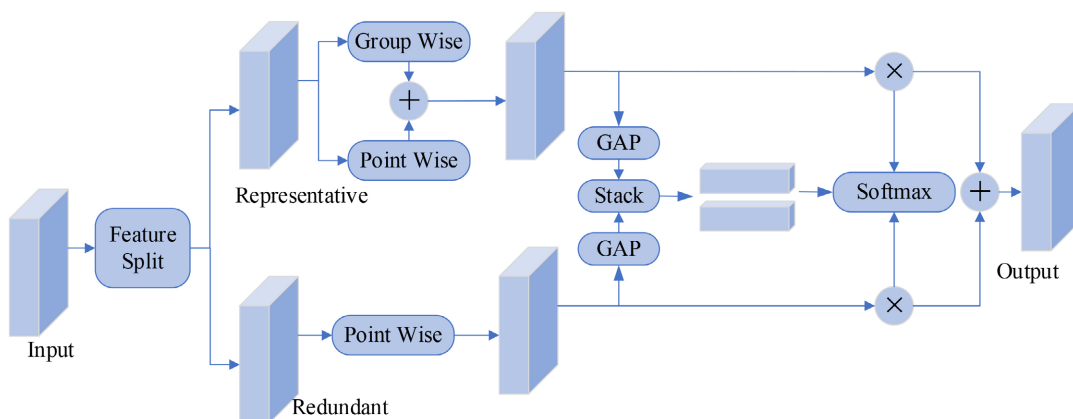 Input
Feature
Split
Representative
Redundant
Group Wise
+
Point Wise
Point Wise
GAP
Stack
GAP
×
Softmax
×
+
Output